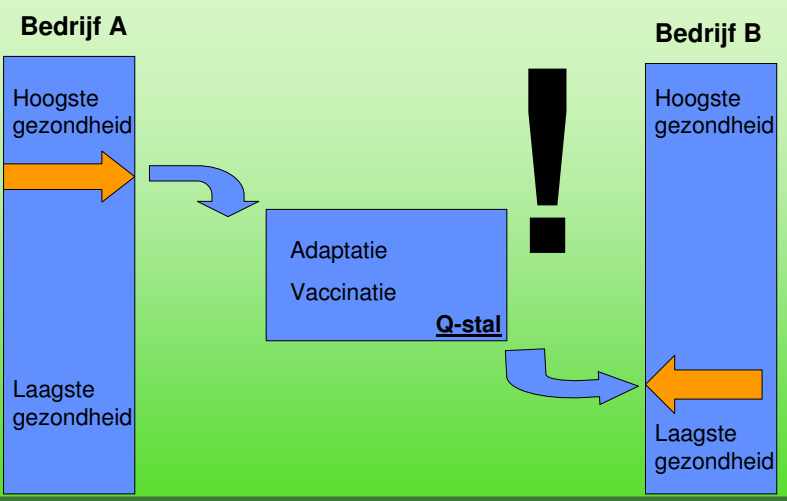 Bedrijf A
Hoogste
gezondheid
Laagste
gezondheid
!
Adaptatie
Vaccinatie
Q-stal
Bedrijf B
Hoogste
gezondheid
Laagste
gezondheid